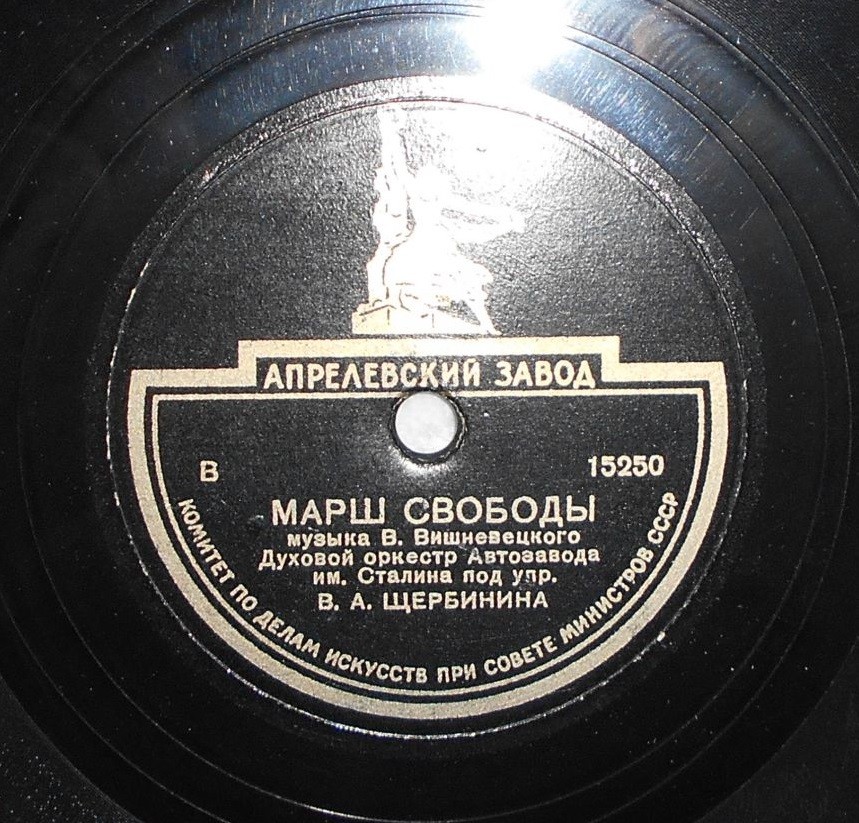 АПРЕЛЕВСКИЙ ЗАВОД
В 15250
МАРШ СВОБОДЫ
музыка В. Вишневецкого
Духовой оркестр Автозавода
им. Сталина под упр.
В. А. ЩЕРБИНИНА
КОМИТЕТ ПО ДЕЛАМ ИСКУССТВ ПРИ СОВЕТЕ МИНИСТРОВ СССР